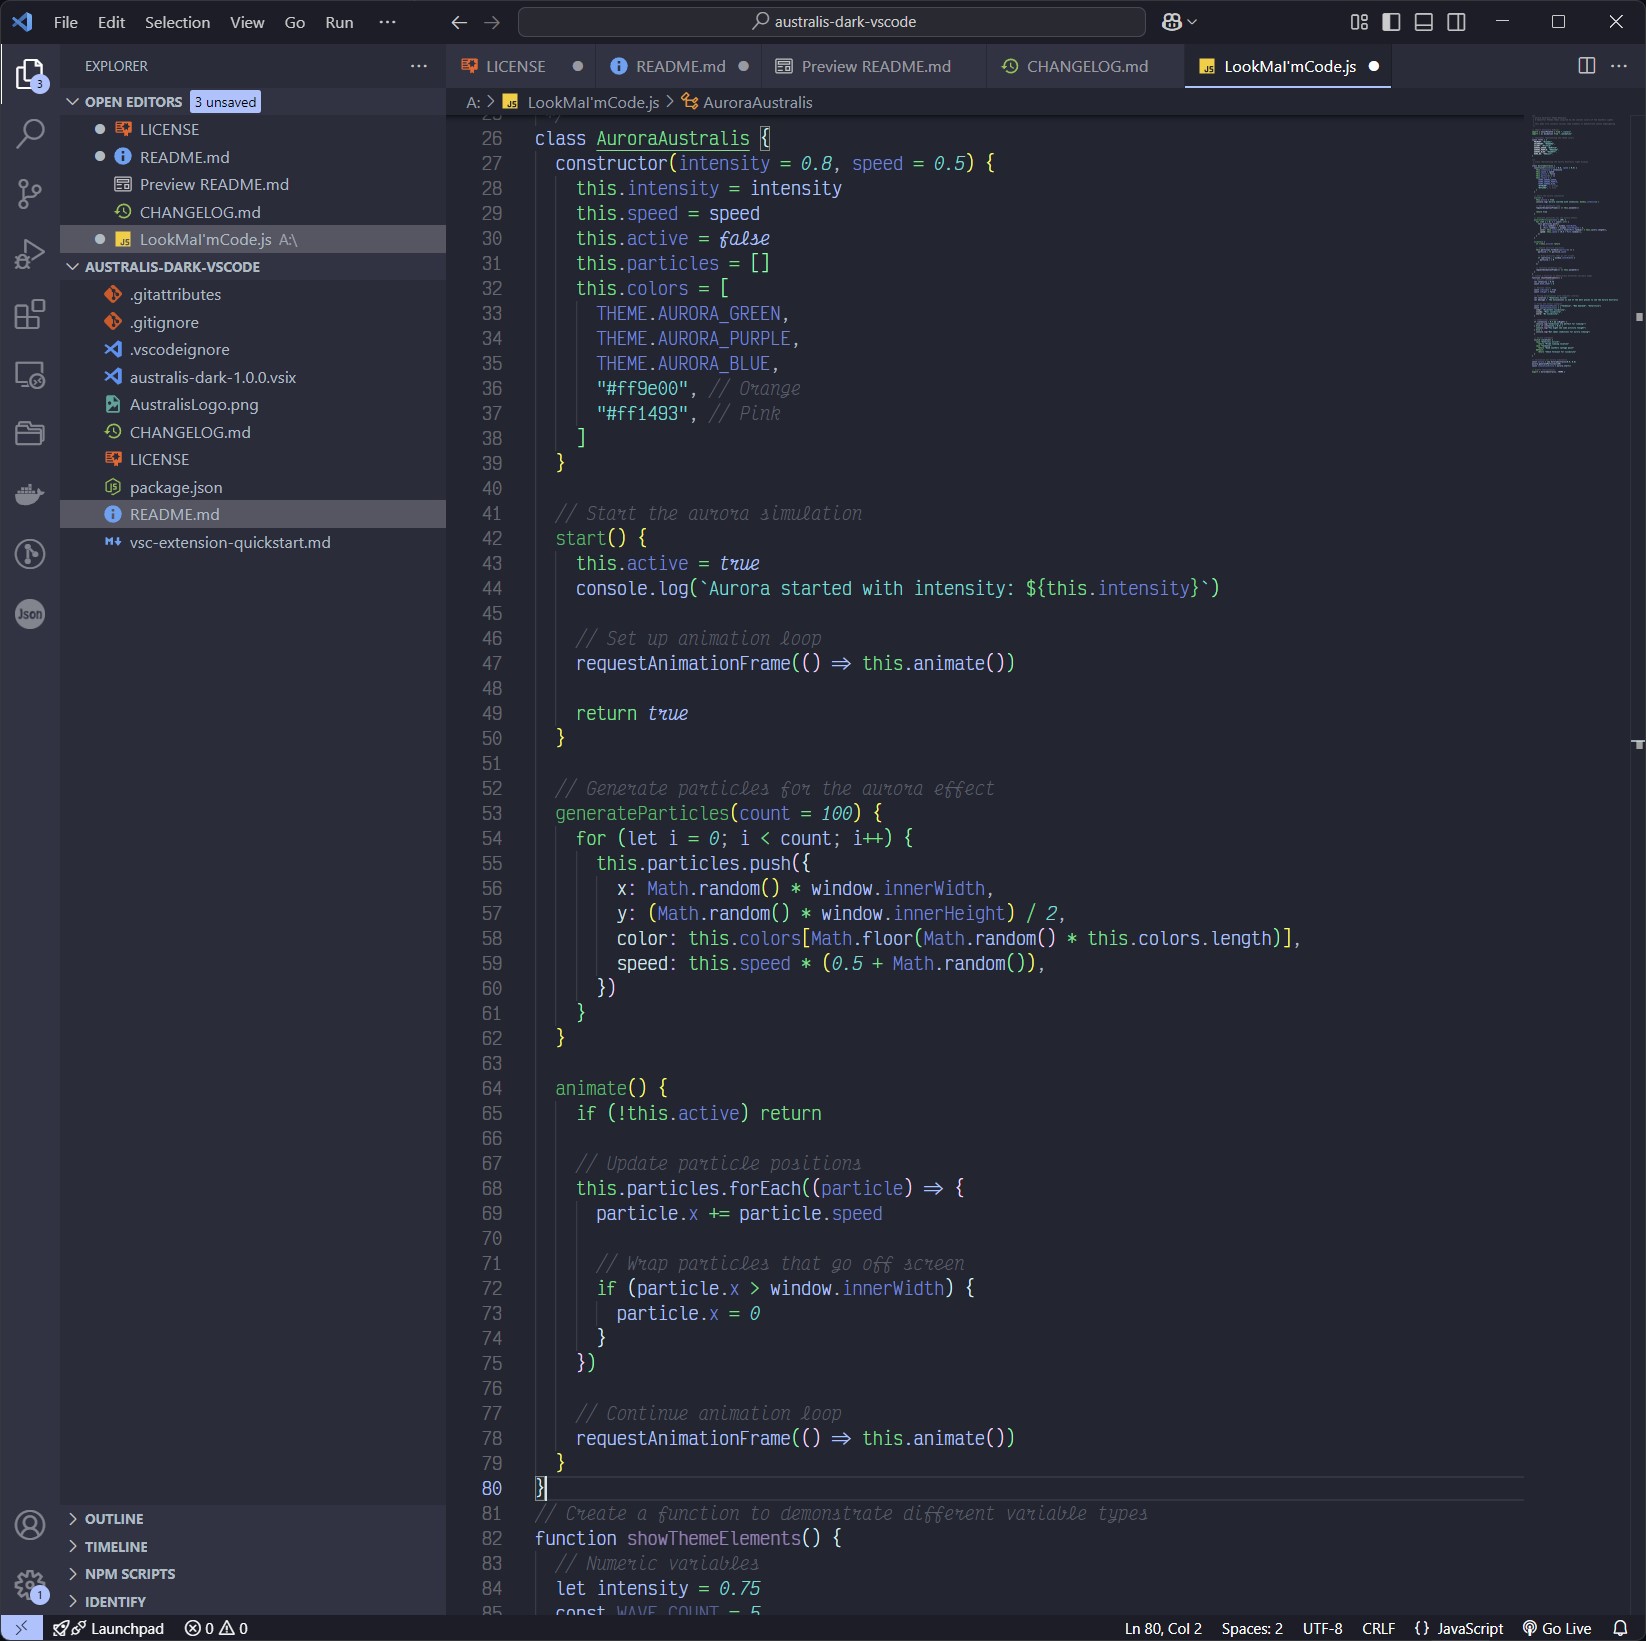 File Edit Selection View Go Run ··· australis-dark-vscode
EXPLORER ···
OPEN EDITORS 3 unsaved
LICENSE
README.md
Preview README.md
CHANGELOG.md
LookMaI'mCode.js A:\
AUSTRALIS-DARK-VSCODE
.gitattributes
.gitignore
.vscodeignore
australis-dark-1.0.0.vsix
AustralisLogo.png
CHANGELOG.md
LICENSE
package.json
README.md
vsc-extension-quickstart.md
OUTLINE
TIMELINE
NPM SCRIPTS
IDENTIFY
3
Json
1
LICENSE README.md Preview README.md CHANGELOG.md LookMaI'mCode.js
A: > LookMaI'mCode.js > AuroraAustralis
26 class AuroraAustralis {
27 constructor(intensity = 0.8, speed = 0.5) {
28 this.intensity = intensity
29 this.speed = speed
30 this.active = false
31 this.particles = []
32 this.colors = [
33 THEME.AURORA_GREEN,
34 THEME.AURORA_PURPLE,
35 THEME.AURORA_BLUE,
36 "#ff9e00", // Orange
37 "#ff1493", // Pink
38 ]
39 }
40
41 // Start the aurora simulation
42 start() {
43 this.active = true
44 console.log(`Aurora started with intensity: ${this.intensity}`)
45
46 // Set up animation loop
47 requestAnimationFrame(() => this.animate())
48
49 return true
50 }
51
52 // Generate particles for the aurora effect
53 generateParticles(count = 100) {
54 for (let i = 0; i < count; i++) {
55 this.particles.push({
56 x: Math.random() * window.innerWidth,
57 y: (Math.random() * window.innerHeight) / 2,
58 color: this.colors[Math.floor(Math.random() * this.colors.length)],
59 speed: this.speed * (0.5 + Math.random()),
60 })
61 }
62 }
63
64 animate() {
65 if (!this.active) return
66
67 // Update particle positions
68 this.particles.forEach((particle) => {
69 particle.x += particle.speed
70
71 // Wrap particles that go off screen
72 if (particle.x > window.innerWidth) {
73 particle.x = 0
74 }
75 })
76
77 // Continue animation loop
78 requestAnimationFrame(() => this.animate())
79 }
80 }
81 // Create a function to demonstrate different variable types
82 function showThemeElements() {
83 // Numeric variables
84 let intensity = 0.75
85 const WAVE_COUNT = 5
Launchpad 0 0 Ln 80, Col 2 Spaces: 2 UTF-8 CRLF {} JavaScript Go Live